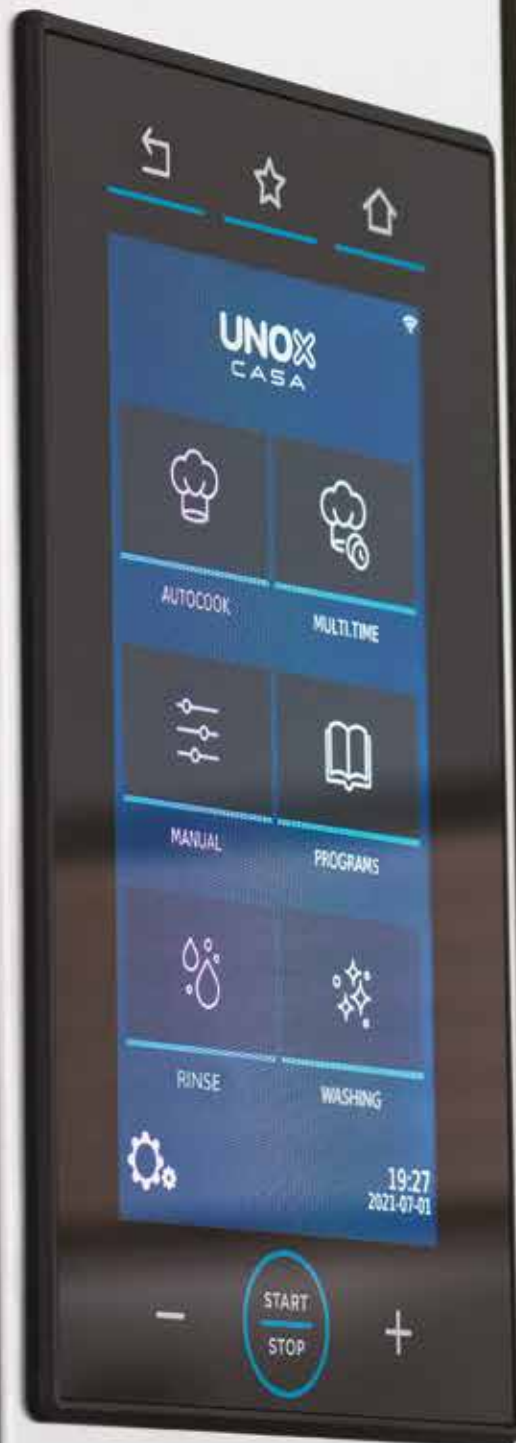 UNOX
CASA
AUTOCOOK
MULTI.TIME
MANUAL
PROGRAMS
RINSE
WASHING
19:27
2021-07-01
START
STOP